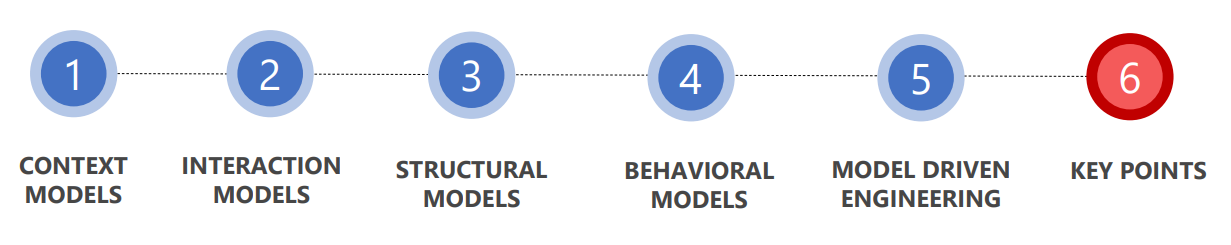 1
CONTEXT
MODELS
2
INTERACTION
MODELS
3
STRUCTURAL
MODELS
4
BEHAVIORAL
MODELS
5
MODEL DRIVEN
ENGINEERING
6
KEY POINTS